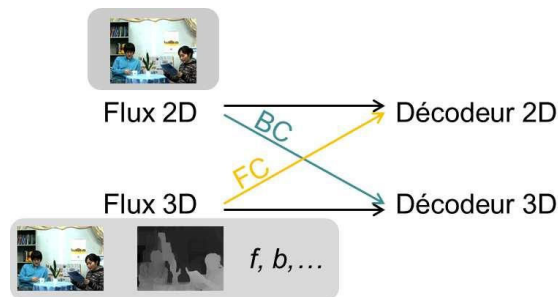 Flux 2D
Décodeur 2D
BC
FC
Flux 3D
Décodeur 3D
f, b,...